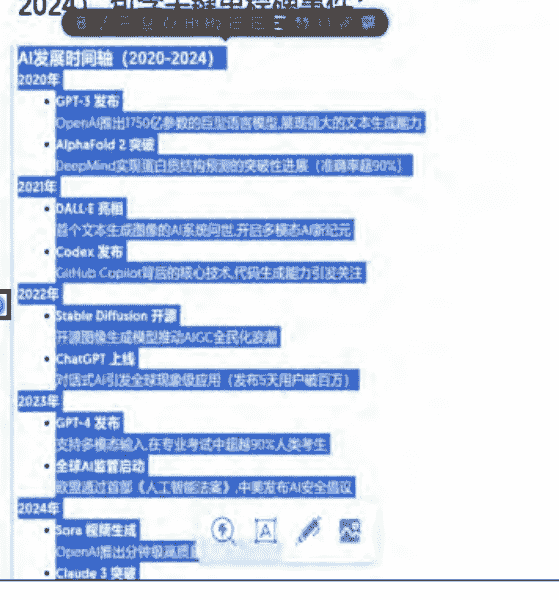 AI发展时间轴（2020-2024）
2020年
GPT-3 发布
OpenAI推出1750亿参数的巨型语言模型,展现强大的文本生成能力
AlphaFold 2 突破
DeepMind实现蛋白质结构预测的突破性进展（准确率超90%）
2021年
DALL·E 亮相
首个文本生成图像的AI系统问世,开启多模态AI新纪元
Codex 发布
GitHub Copilot背后的核心技术,代码生成能力引发关注
2022年
Stable Diffusion 开源
开源图像生成模型推动AIGC全民化浪潮
ChatGPT 上线
对话式AI引发全球现象级应用（发布5天用户破百万）
2023年
GPT-4 发布
支持多模态输入,在专业考试中超越90%人类考生
全球AI监管启动
欧盟通过首部《人工智能法案》,中美发布AI安全倡议
2024年
Sora 视频生成
OpenAI推出分钟级高质
Claude 3 突破